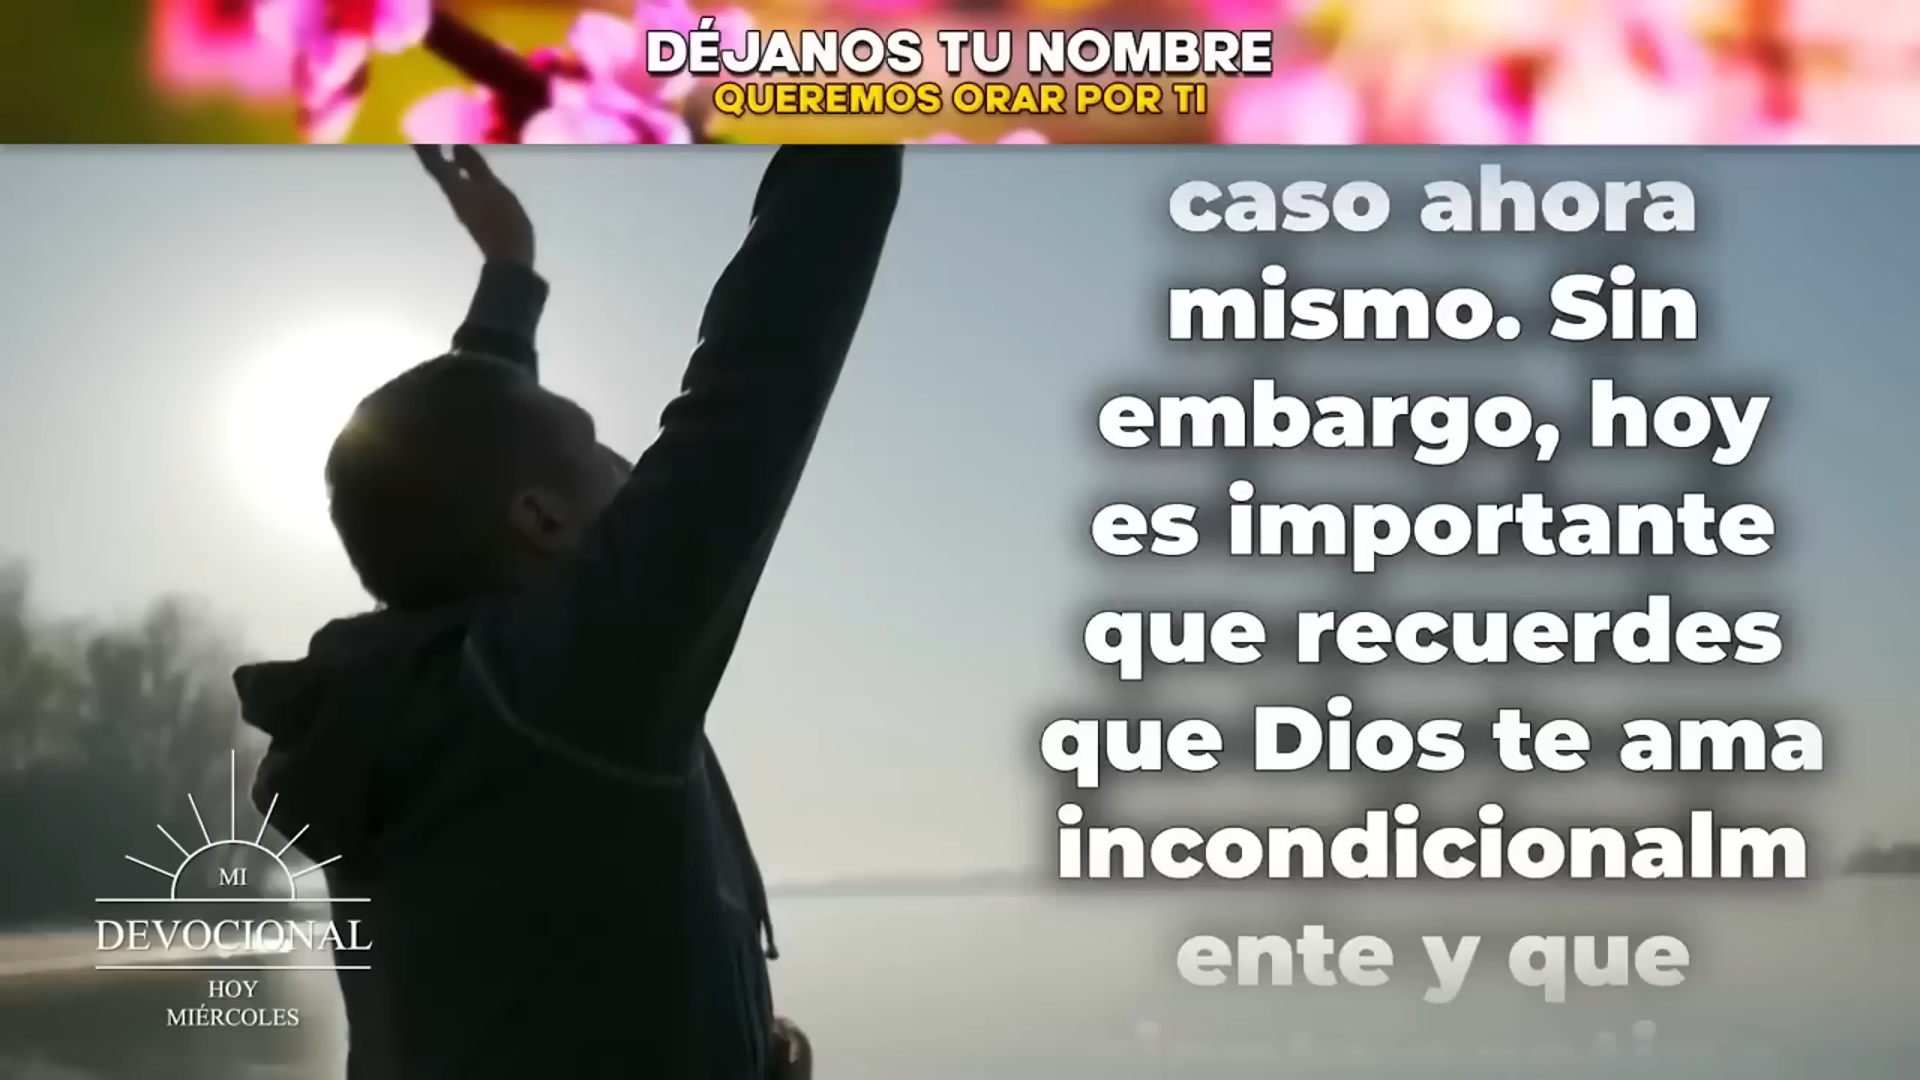 DÉJANOS TU NOMBRE
QUEREMOS ORAR POR TI
caso ahora
mismo. Sin
embargo, hoy
es importante
que recuerdes
que Dios te ama
incondicionalm
ente y que
MI
DEVOCIONAL
HOY
MIÉRCOLES